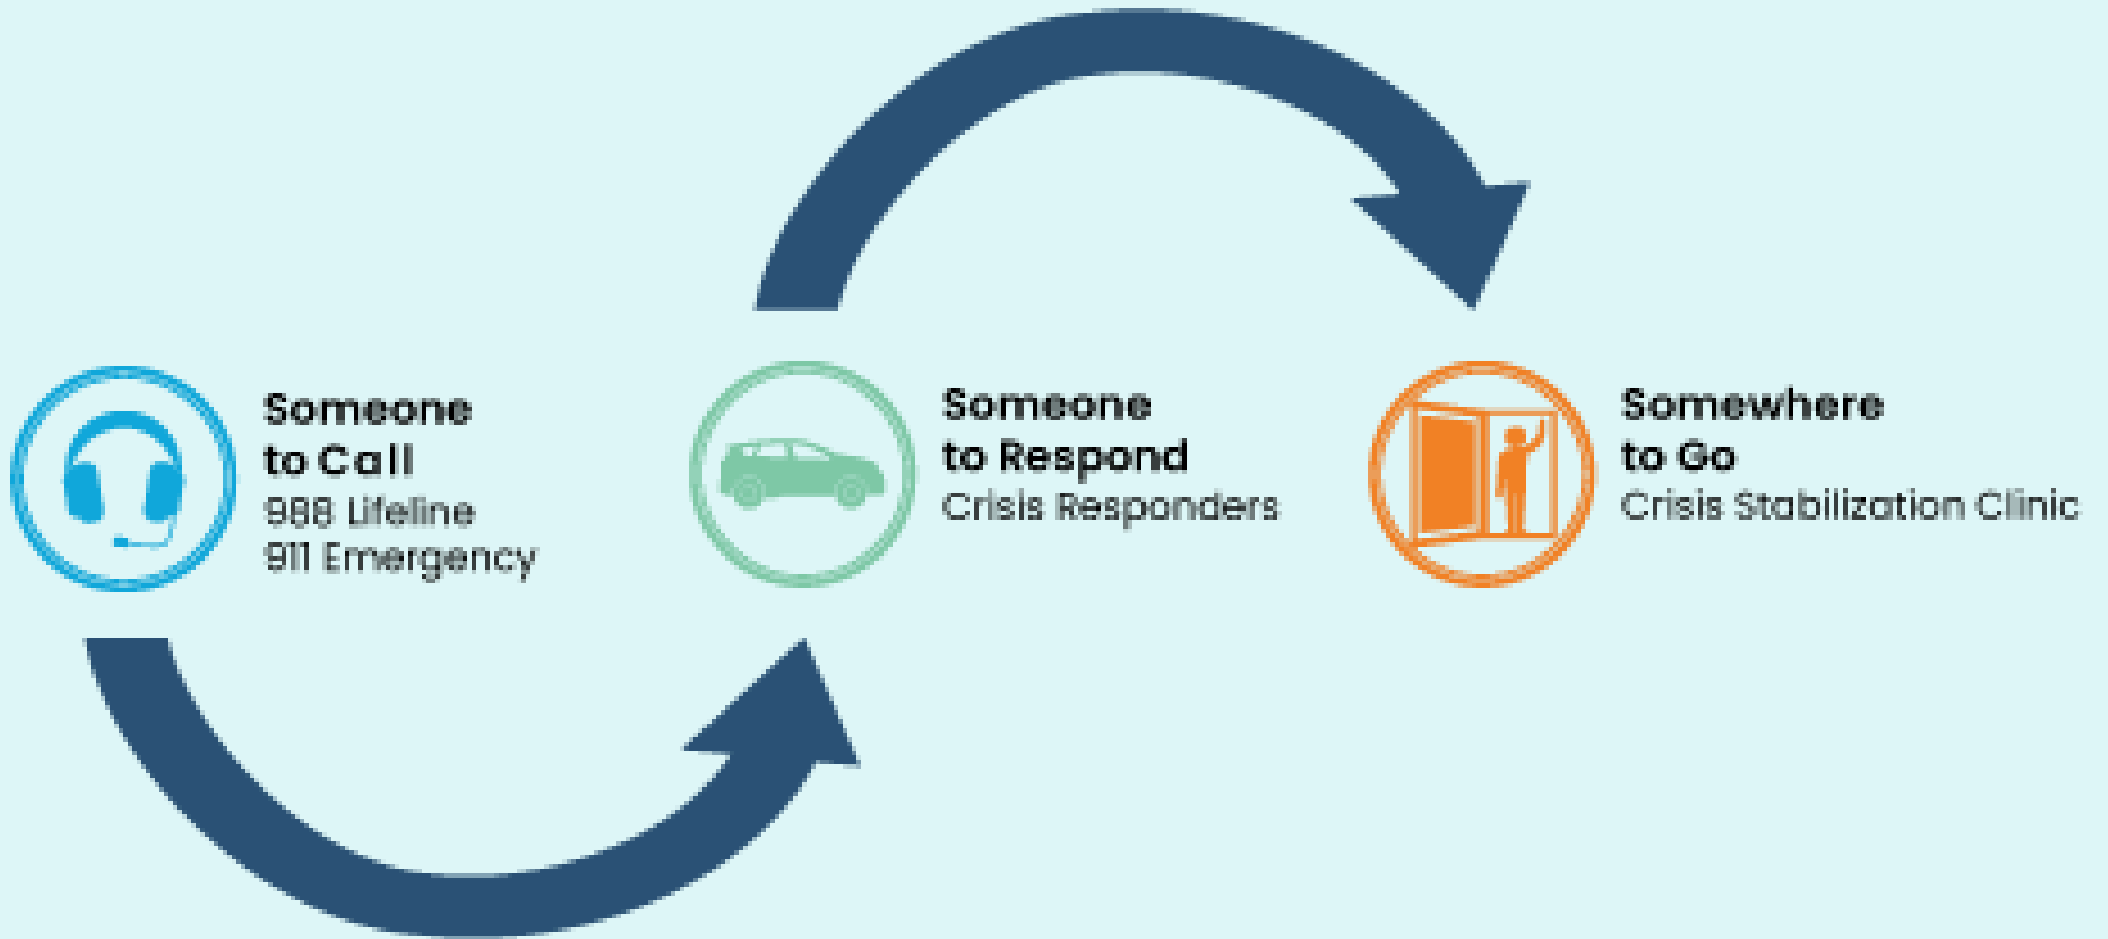 Someone
to Call
988 Lifeline
911 Emergency
Someone
to Respond
Crisis Responders
Somewhere
to Go
Crisis Stabilization Clinic